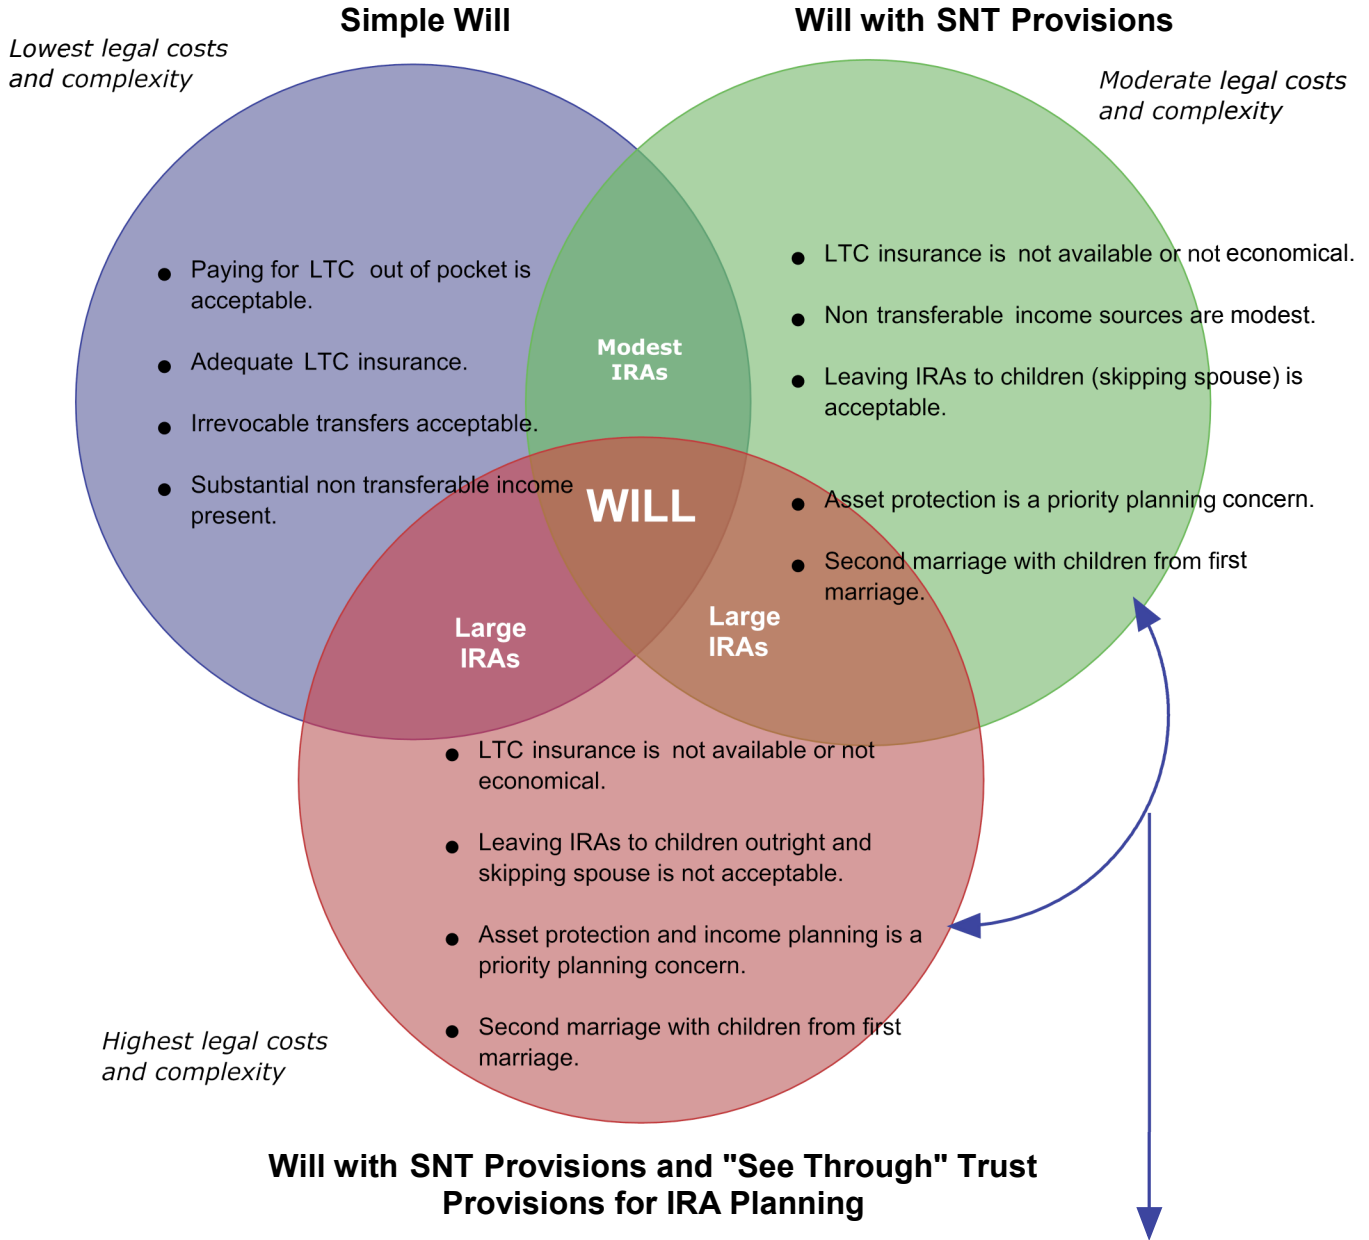 Simple Will
Lowest legal costs
and complexity
Will with SNT Provisions
Moderate legal costs
and complexity
● Paying for LTC out of pocket is
acceptable.
● Adequate LTC insurance.
● Irrevocable transfers acceptable.
● Substantial non transferable income
present.
Modest
IRAs
● LTC insurance is not available or not economical.
● Non transferable income sources are modest.
● Leaving IRAs to children (skipping spouse) is
acceptable.
● Asset protection is a priority planning concern.
● Second marriage with children from first
marriage.
WILL
Large
IRAs
Large
IRAs
● LTC insurance is not available or not
economical.
● Leaving IRAs to children outright and
skipping spouse is not acceptable.
● Asset protection and income planning is a
priority planning concern.
● Second marriage with children from first
marriage.
Highest legal costs
and complexity
Will with SNT Provisions and "See Through" Trust
Provisions for IRA Planning